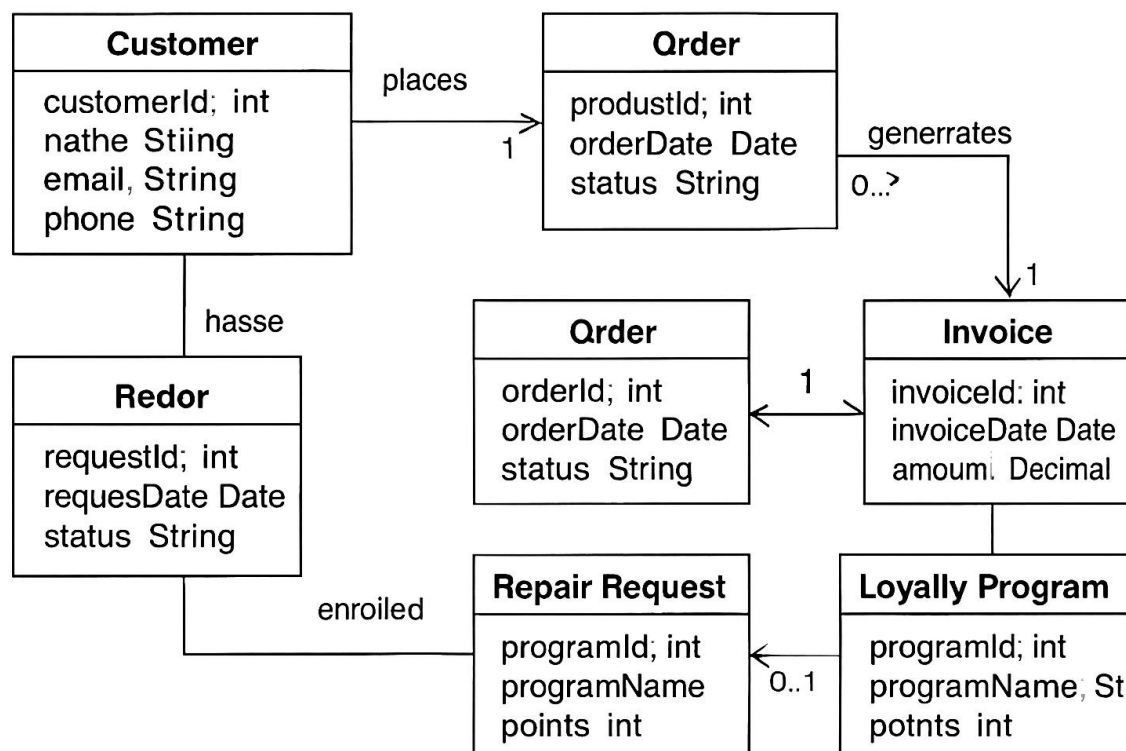 Customer
customerId; int
nathe Stiing
email, String
phone String
places
1
Qrder
produstId; int
orderDate Date
status String
generrates
0..>
1
hasse
Qrder
orderId; int
orderDate Date
status String
1
Invoice
invoiceId: int
invoiceDate Date
amoum. Decimal
Redor
requestId; int
requesDate Date
status String
enroiled
Repair Request
programId; int
programName
points int
0..1
Loyally Program
programId; int
programName; St
potnts int